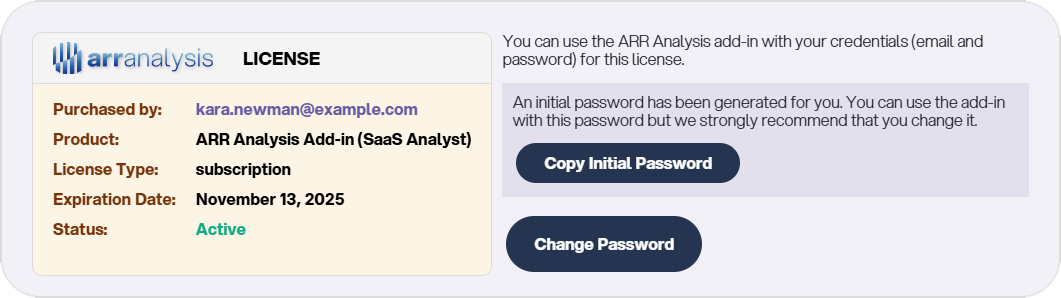 arranalysis LICENSE
Purchased by: kara.newman@example.com
Product: ARR Analysis Add-in (SaaS Analyst)
License Type: subscription
Expiration Date: November 13, 2025
Status: Active
You can use the ARR Analysis add-in with your credentials (email and
password) for this license.
An initial password has been generated for you. You can use the add-in
with this password but we strongly recommend that you change it.
Copy Initial Password
Change Password